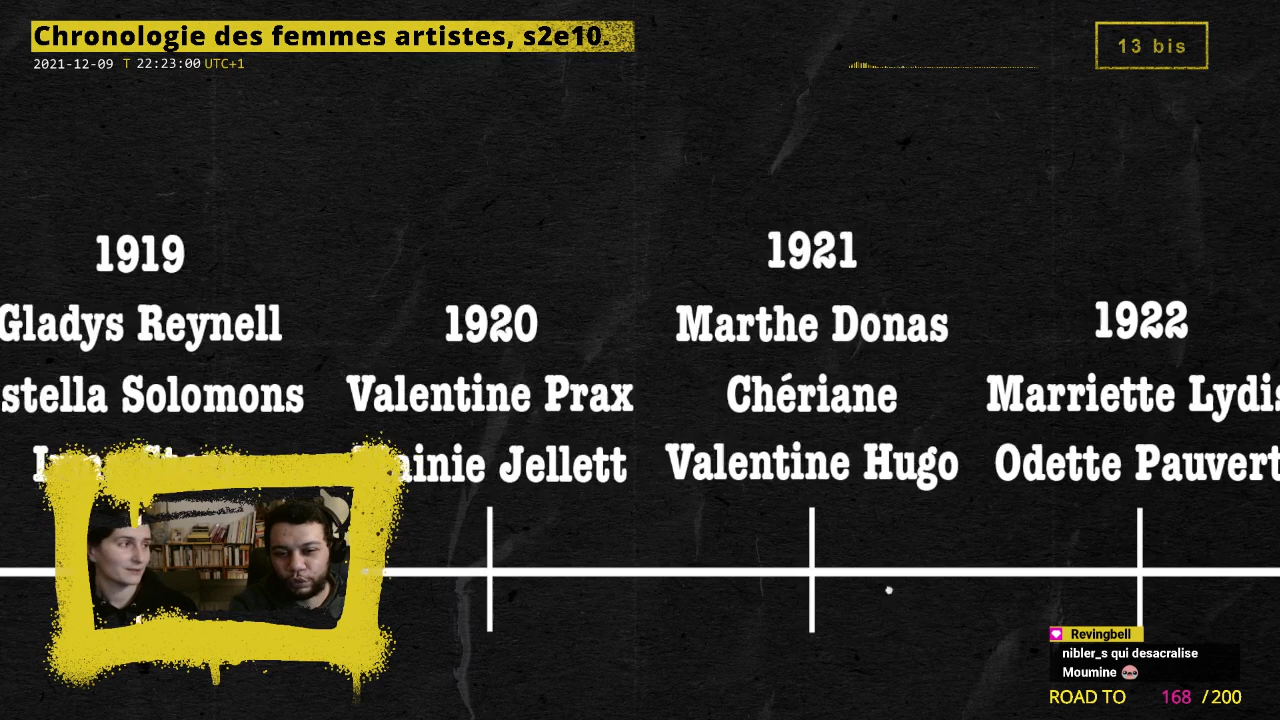 Chronologie des femmes artistes, s2e10.
2021-12-09 T 22:23:00 UTC+1
13 bis
1919
Gladys Reynell
stella Solomons
1920
Valentine Prax
ainie Jellett
1921
Marthe Donas
Chériane
Valentine Hugo
1922
Marriette Lydis
Odette Pauvert
Revingbell
nibler_s qui desacralise
Moumine
ROAD TO 168 / 200